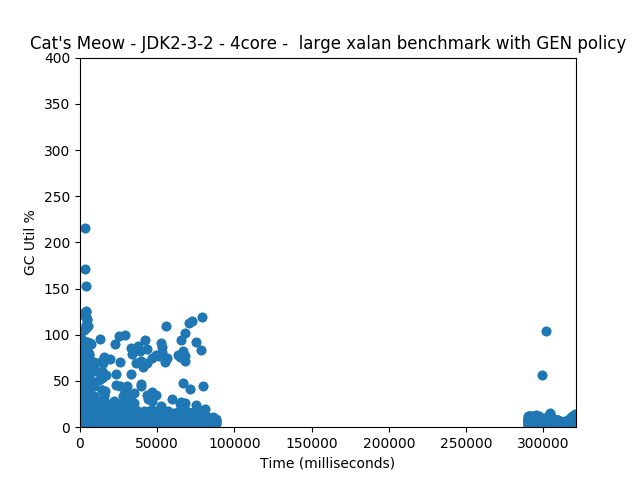 Cat's Meow - JDK2-3-2 - 4core -  large xalan benchmark with GEN policy
400
350
300
250
200
150
100
50
0
GC Util %
0 50000 100000 150000 200000 250000 300000
Time (milliseconds)